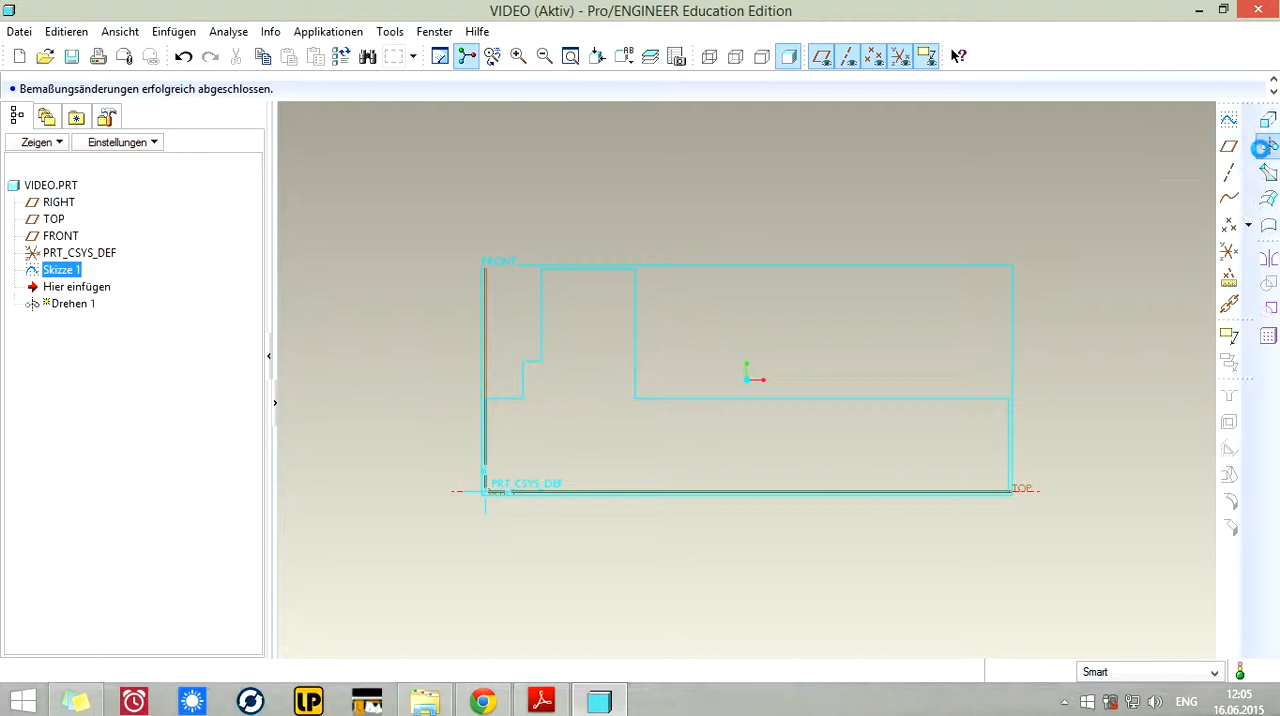 VIDEO (Aktiv) - Pro/ENGINEER Education Edition
Datei Editieren Ansicht Einfügen Analyse Info Applikationen Tools Fenster Help
Bemaßungsänderungen erfolgreich abgeschlossen.
Zeigen Einstellungen
VIDEO.PRT
RIGHT
TOP
FRONT
PRT_CSYS_DEF
Skizze 1
Hier einfügen
Drehen 1
FRONT
PRT_CSYS_DEF
TOP
Smart
LP
ENG
12:05
16.06.2015